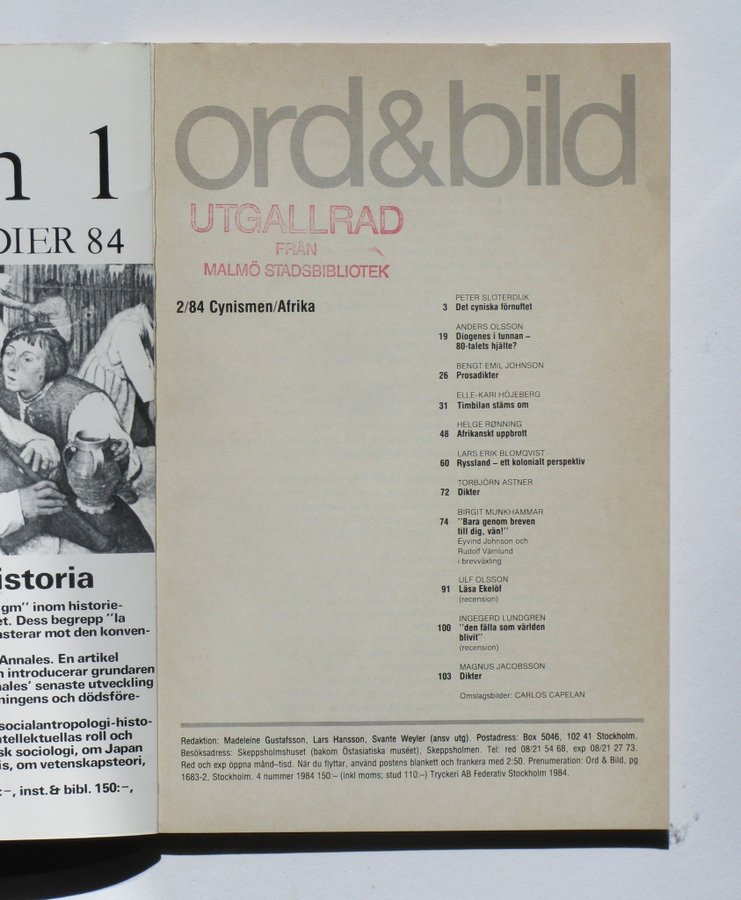 n 1
DIER 84
istoria
gm" inom historie-
et. Dess begrepp "la
asterar mot den konven-
Annales. En artikel
n introducerar grundaren
nales' senaste utveckling
ningens och dödsföre-
socialantropologi-histo-
ntellektuellas roll och
sk sociologi, om Japan
is, om vetenskapsteori,
:–, inst. & bibl. 150:–,
ord&bild
UTGALLRAD
FRÅN
MALMÖ STADSBIBLIOTEK
2/84 Cynismen/Afrika
PETER SLOTERDIJK
3 Det cyniska förnuftet
ANDERS OLSSON
19 Diogenes i tunnan –
80-talets hjälte?
BENGT EMIL JOHNSON
26 Prosadikter
ELLE-KARI HÖJEBERG
31 Timbilan stäms om
HELGE RØNNING
48 Afrikanskt uppbrott
LARS ERIK BLOMQVIST
60 Ryssland – ett kolonialt perspektiv
TORBJÖRN ASTNER
72 Dikter
BIRGIT MUNKHAMMAR
74 "Bara genom breven
till dig, vän!"
Eyvind Johnson och
Rudolf Värnlund
i brevväxling
ULF OLSSON
91 Läsa Ekelöf
(recension)
INGEGERD LUNDGREN
100 "den fälla som världen
blivit"
(recension)
MAGNUS JACOBSSON
103 Dikter
Omslagsbilder: CARLOS CAPELAN
Redaktion: Madeleine Gustafsson, Lars Hansson, Svante Weyler (ansv utg). Postadress: Box 5046, 102 41 Stockholm.
Besöksadress: Skeppsholmshuset (bakom Östasiatiska muséet), Skeppsholmen. Tel: red 08/21 54 68, exp 08/21 27 73.
Red och exp öppna månd–tisd. När du flyttar, använd postens blankett och frankera med 2:50. Prenumeration: Ord & Bild, pg
1683-2, Stockholm. 4 nummer 1984 150:– (inkl moms; stud 110:–) Tryckeri AB Federativ Stockholm 1984.